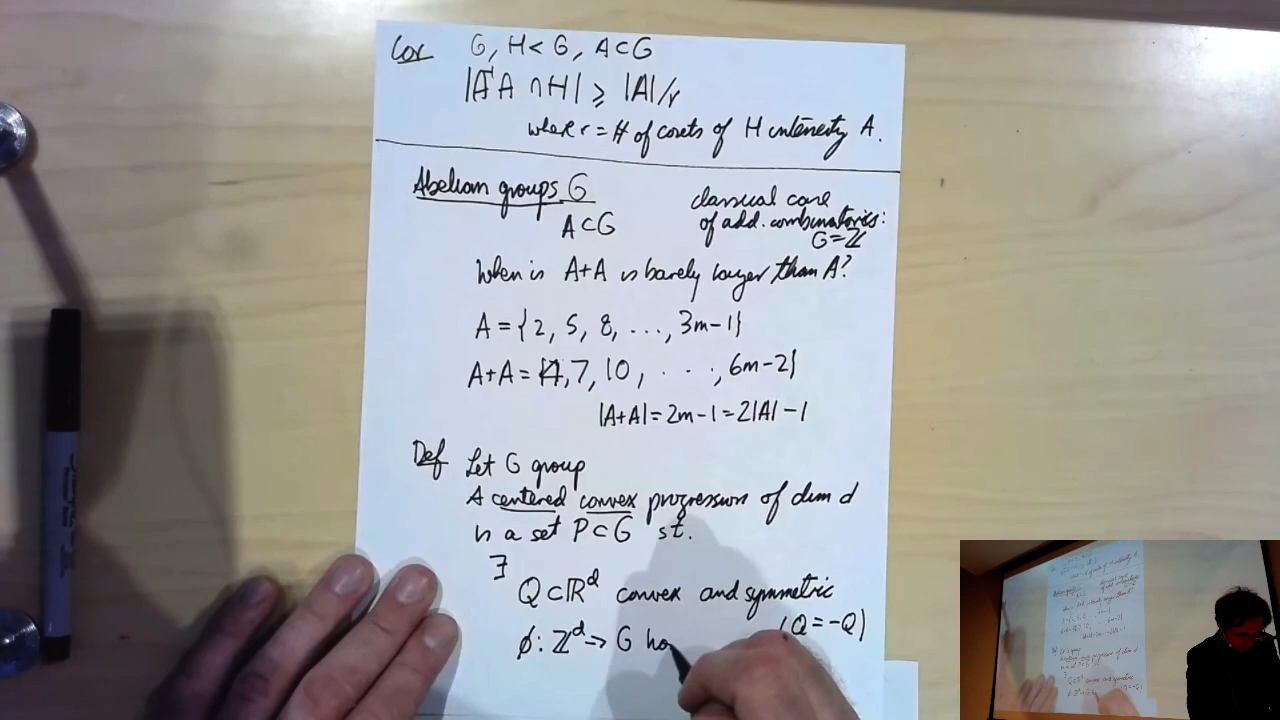 Cor G, H < G, A ⊂ G
|A⁻¹A ∩ H| ≥ |A|/r
where r = # of cosets of H intersecting A.
Abelian groups G
A ⊂ G
classical case
of add. combinatorics:
G = ℤ
When is A+A is barely larger than A?
A = {2, 5, 8, ..., 3m-1}
A+A = {4, 7, 10, ..., 6m-2}
|A+A| = 2m-1 = 2|A| - 1
Def Let G group
A centered convex progression of dim d
is a set P ⊂ G st.
∃
Q ⊂ ℝᵈ convex and symmetric
(Q = -Q)
φ: ℤᵈ → G ho